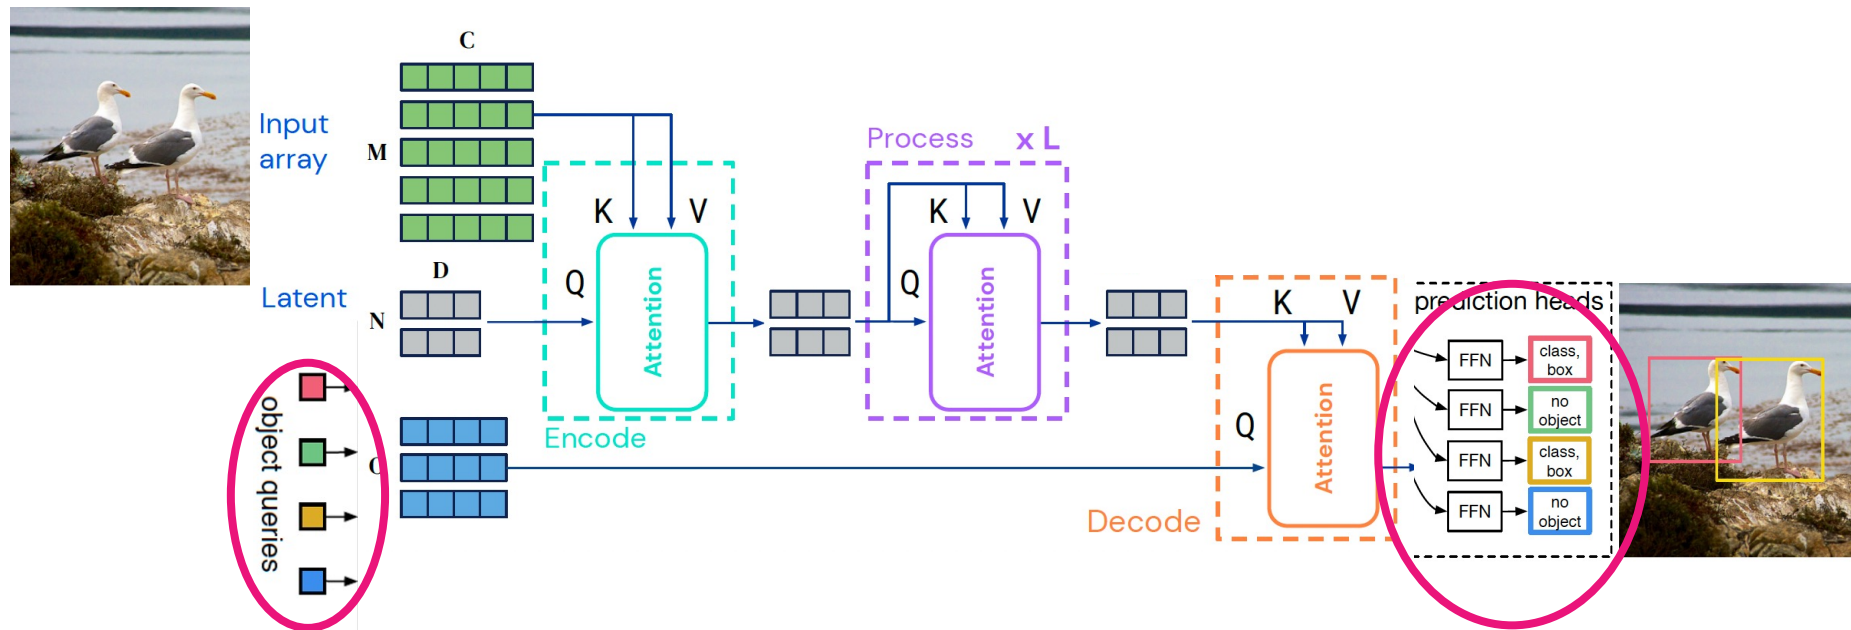 C
Input
array
M
Process x L
K V
K V
Q
Attention
Q
Attention
D
Latent
N
K V
prediction heads
FFN
class,
box
FFN
no
object
FFN
class,
box
FFN
no
object
Encode
object queries
O
Q
Attention
Decode